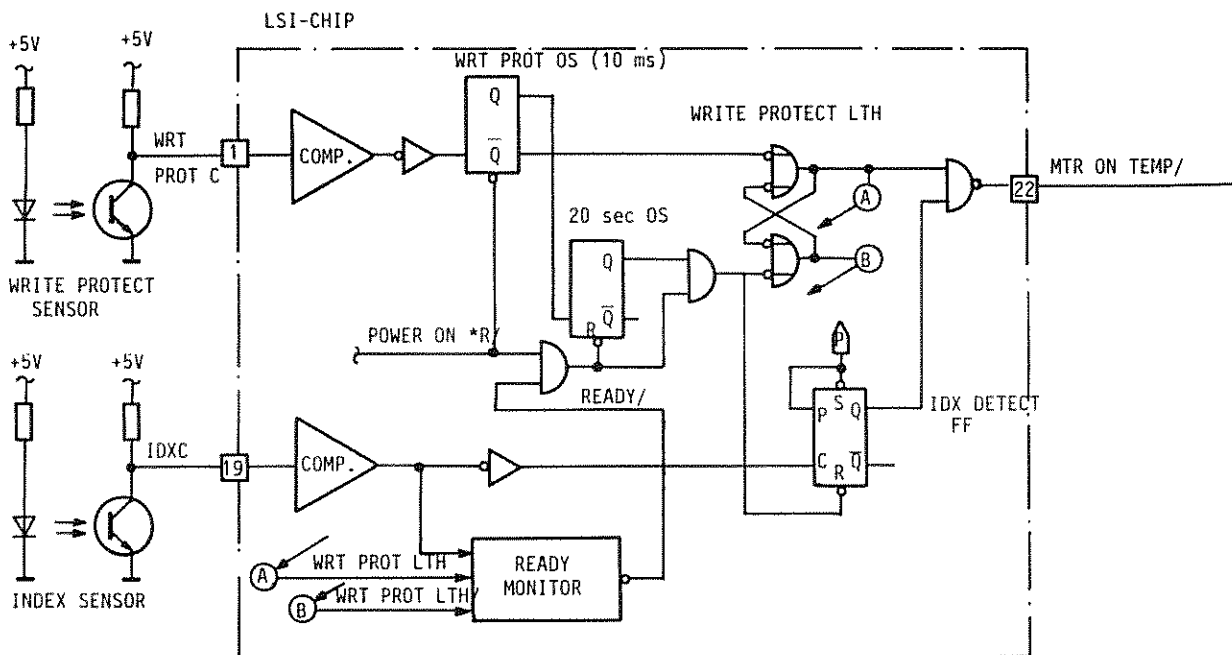 LSI-CHIP
+5V
+5V
WRT PROT OS (10 ms)
Q
Q̅
WRITE PROTECT LTH
WRT
PROT C
1
COMP.
22
MTR ON TEMP/
A
20 sec OS
Q
Q̅
R
B
WRITE PROTECT
SENSOR
POWER ON *R/
P
READY/
+5V
+5V
S
P
Q
C
Q̅
R
IDX DETECT
FF
IDXC
19
COMP.
A
WRT PROT LTH
B
WRT PROT LTH/
READY
MONITOR
INDEX SENSOR